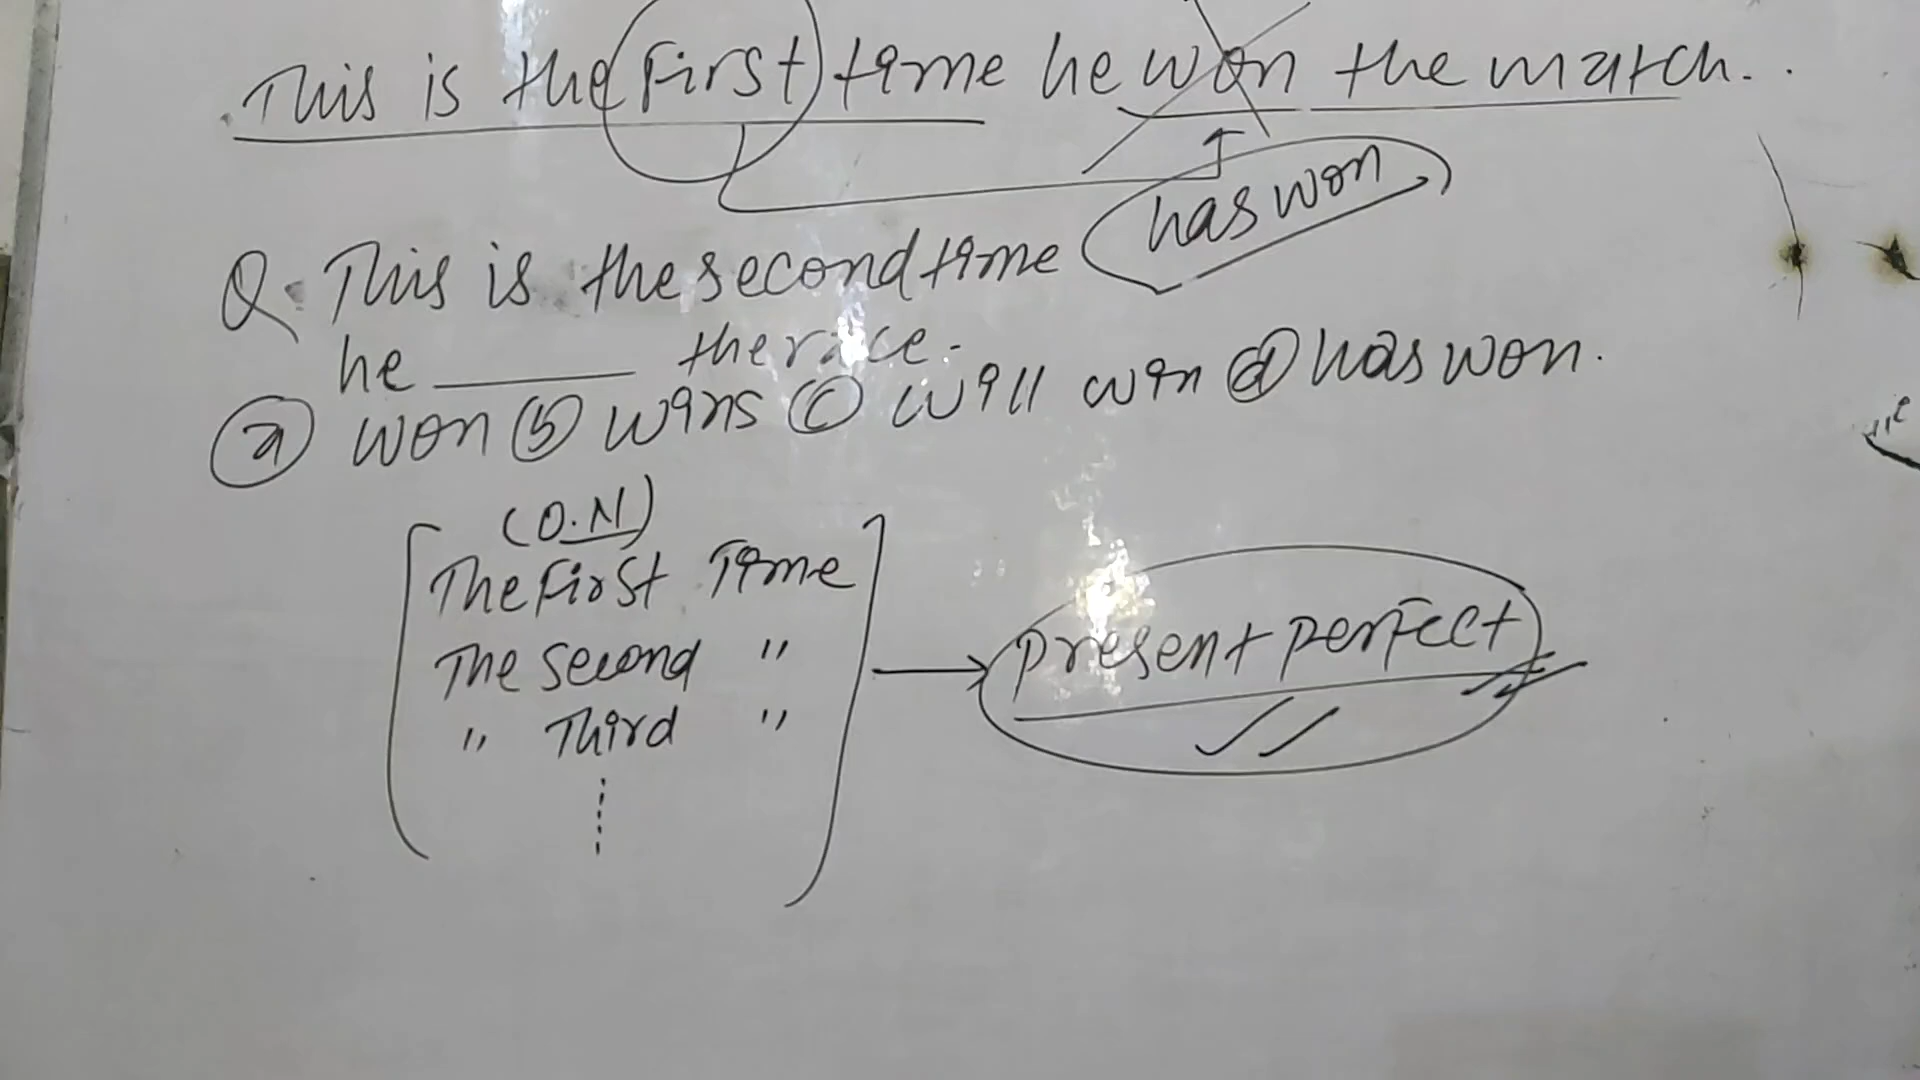 This is the First time he won the match..
has won
Q. This is the second time
he ______ the race.
ⓐ won ⓑ wins ⓒ will win ⓓ has won.
(O.N)
The First Time
The Second "
" Third "
present perfect